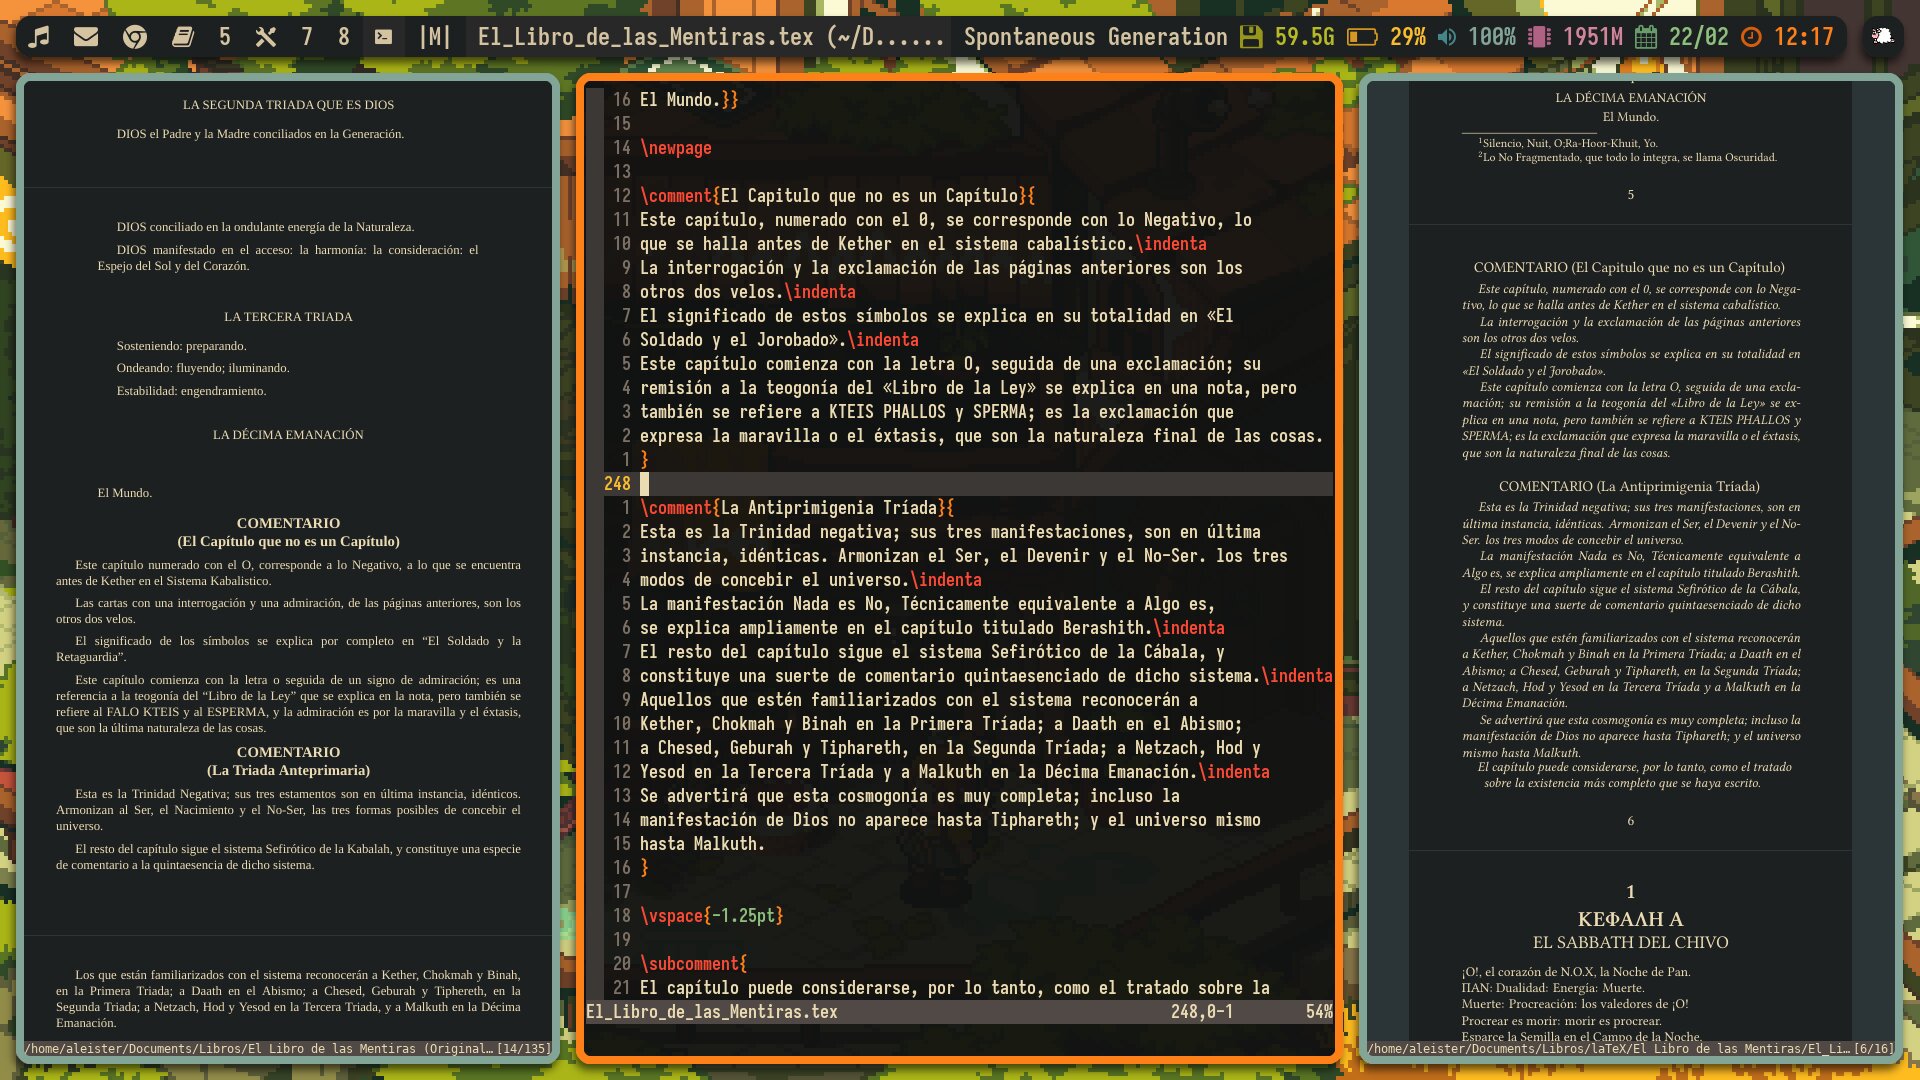 5
7
8
|M|
El_Libro_de_las_Mentiras.tex (~/D......
Spontaneous Generation
59.5G
29%
100%
1951M
22/02
12:17
LA SEGUNDA TRIADA QUE ES DIOS
DIOS el Padre y la Madre conciliados en la Generación.
DIOS conciliado en la ondulante energía de la Naturaleza.
DIOS manifestado en el acceso: la harmonía: la consideración: el
Espejo del Sol y del Corazón.
LA TERCERA TRIADA
Sosteniendo: preparando.
Ondeando: fluyendo; iluminando.
Estabilidad: engendramiento.
LA DÉCIMA EMANACIÓN
El Mundo.
COMENTARIO
(El Capítulo que no es un Capítulo)
Este capítulo numerado con el O, corresponde a lo Negativo, a lo que se encuentra
antes de Kether en el Sistema Kabalistico.
Las cartas con una interrogación y una admiración, de las páginas anteriores, son los
otros dos velos.
El significado de los símbolos se explica por completo en “El Soldado y la
Retaguardia”.
Este capítulo comienza con la letra o seguida de un signo de admiración; es una
referencia a la teogonía del “Libro de la Ley” que se explica en la nota, pero también se
refiere al FALO KTEIS y al ESPERMA, y la admiración es por la maravilla y el éxtasis,
que son la última naturaleza de las cosas.
COMENTARIO
(La Triada Anteprimaria)
Esta es la Trinidad Negativa; sus tres estamentos son en última instancia, idénticos.
Armonizan al Ser, el Nacimiento y el No-Ser, las tres formas posibles de concebir el
universo.
El resto del capítulo sigue el sistema Sefirótico de la Kabalah, y constituye una especie
de comentario a la quintaesencia de dicho sistema.
Los que están familiarizados con el sistema reconocerán a Kether, Chokmah y Binah,
en la Primera Triada; a Daath en el Abismo; a Chesed, Geburah y Tiphereth, en la
Segunda Triada; a Netzach, Hod y Yesod en la Tercera Triada, y a Malkuth en la Décima
Emanación.
/home/aleister/Documents/Libros/El Libro de las Mentiras (Original… [14/135]
16 El Mundo.}}
15
14 \newpage
13
12 \comment{El Capitulo que no es un Capítulo}{
11 Este capítulo, numerado con el 0, se corresponde con lo Negativo, lo
10 que se halla antes de Kether en el sistema cabalístico.\indenta
9 La interrogación y la exclamación de las páginas anteriores son los
8 otros dos velos.\indenta
7 El significado de estos símbolos se explica en su totalidad en «El
6 Soldado y el Jorobado».\indenta
5 Este capítulo comienza con la letra O, seguida de una exclamación; su
4 remisión a la teogonía del «Libro de la Ley» se explica en una nota, pero
3 también se refiere a KTEIS PHALLOS y SPERMA; es la exclamación que
2 expresa la maravilla o el éxtasis, que son la naturaleza final de las cosas.
1 }
248
1 \comment{La Antiprimigenia Tríada}{
2 Esta es la Trinidad negativa; sus tres manifestaciones, son en última
3 instancia, idénticas. Armonizan el Ser, el Devenir y el No-Ser. los tres
4 modos de concebir el universo.\indenta
5 La manifestación Nada es No, Técnicamente equivalente a Algo es,
6 se explica ampliamente en el capítulo titulado Berashith.\indenta
7 El resto del capítulo sigue el sistema Sefirótico de la Cábala, y
8 constituye una suerte de comentario quintaesenciado de dicho sistema.\indenta
9 Aquellos que estén familiarizados con el sistema reconocerán a
10 Kether, Chokmah y Binah en la Primera Tríada; a Daath en el Abismo;
11 a Chesed, Geburah y Tiphareth, en la Segunda Tríada; a Netzach, Hod y
12 Yesod en la Tercera Tríada y a Malkuth en la Décima Emanación.\indenta
13 Se advertirá que esta cosmogonía es muy completa; incluso la
14 manifestación de Dios no aparece hasta Tiphareth; y el universo mismo
15 hasta Malkuth.
16 }
17
18 \vspace{-1.25pt}
19
20 \subcomment{
21 El capítulo puede considerarse, por lo tanto, como el tratado sobre la
El_Libro_de_las_Mentiras.tex 248,0-1 54%
LA DÉCIMA EMANACIÓN
El Mundo.
1Silencio, Nuit, O;Ra-Hoor-Khuit, Yo.
2Lo No Fragmentado, que todo lo integra, se llama Oscuridad.
5
COMENTARIO (El Capitulo que no es un Capítulo)
Este capítulo, numerado con el 0, se corresponde con lo Nega-
tivo, lo que se halla antes de Kether en el sistema cabalístico.
La interrogación y la exclamación de las páginas anteriores
son los otros dos velos.
El significado de estos símbolos se explica en su totalidad en
«El Soldado y el Jorobado».
Este capítulo comienza con la letra O, seguida de una excla-
mación; su remisión a la teogonía del «Libro de la Ley» se ex-
plica en una nota, pero también se refiere a KTEIS PHALLOS y
SPERMA; es la exclamación que expresa la maravilla o el éxtasis,
que son la naturaleza final de las cosas.
COMENTARIO (La Antiprimigenia Tríada)
Esta es la Trinidad negativa; sus tres manifestaciones, son en
última instancia, idénticas. Armonizan el Ser, el Devenir y el No-
Ser. los tres modos de concebir el universo.
La manifestación Nada es No, Técnicamente equivalente a
Algo es, se explica ampliamente en el capítulo titulado Berashith.
El resto del capítulo sigue el sistema Sefirótico de la Cábala,
y constituye una suerte de comentario quintaesenciado de dicho
sistema.
Aquellos que estén familiarizados con el sistema reconocerán
a Kether, Chokmah y Binah en la Primera Tríada; a Daath en el
Abismo; a Chesed, Geburah y Tiphareth, en la Segunda Tríada;
a Netzach, Hod y Yesod en la Tercera Tríada y a Malkuth en la
Décima Emanación.
Se advertirá que esta cosmogonía es muy completa; incluso la
manifestación de Dios no aparece hasta Tiphareth; y el universo
mismo hasta Malkuth.
El capítulo puede considerarse, por lo tanto, como el tratado
sobre la existencia más completo que se haya escrito.
6
1
ΚΕΦΑΛΗ Α
EL SABBATH DEL CHIVO
¡O!, el corazón de N.O.X, la Noche de Pan.
ΠΑΝ: Dualidad: Energía: Muerte.
Muerte: Procreación: los valedores de ¡O!
Procrear es morir: morir es procrear.
Esparce la Semilla en el Campo de la Noche.
/home/aleister/Documents/Libros/laTeX/El Libro de las Mentiras/El_Li… [6/16]